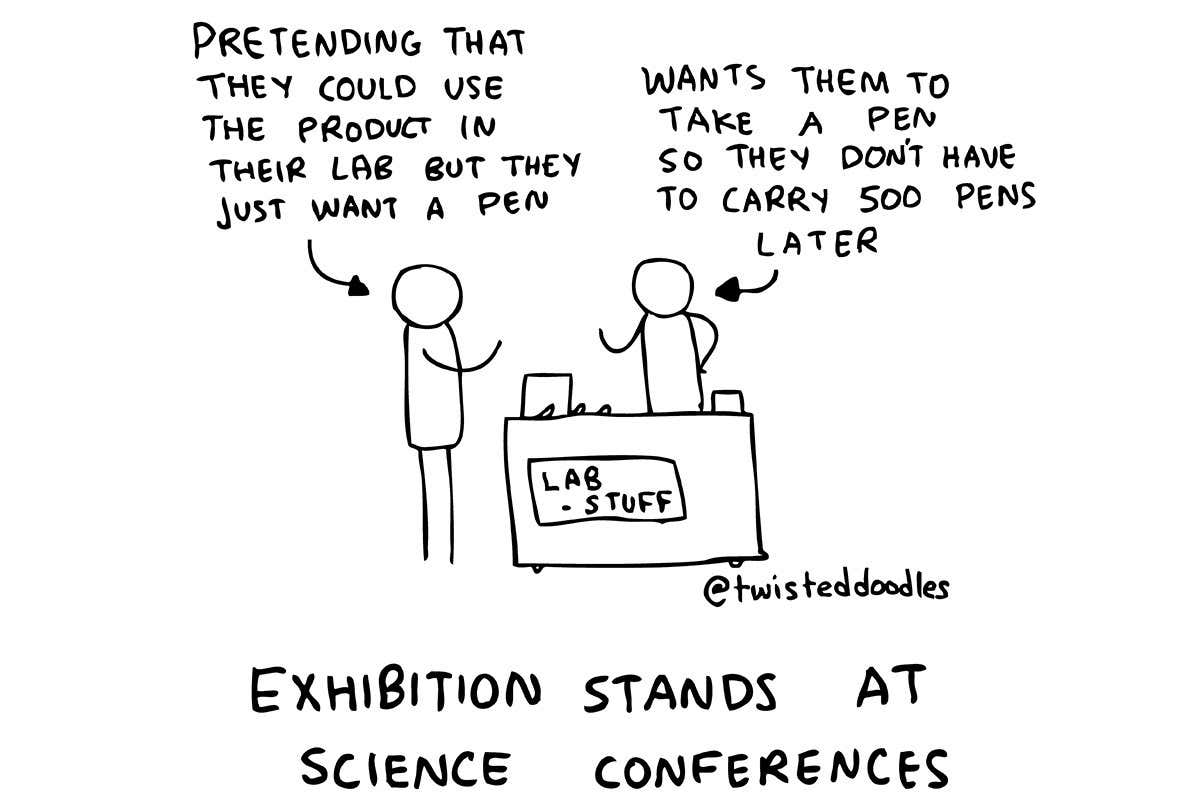 PRETENDING THAT
THEY COULD USE
THE PRODUCT IN
THEIR LAB BUT THEY
JUST WANT A PEN
WANTS THEM TO
TAKE A PEN
SO THEY DON'T HAVE
TO CARRY 500 PENS
LATER
LAB
- STUFF
@twisteddoodles
EXHIBITION STANDS AT
SCIENCE CONFERENCES